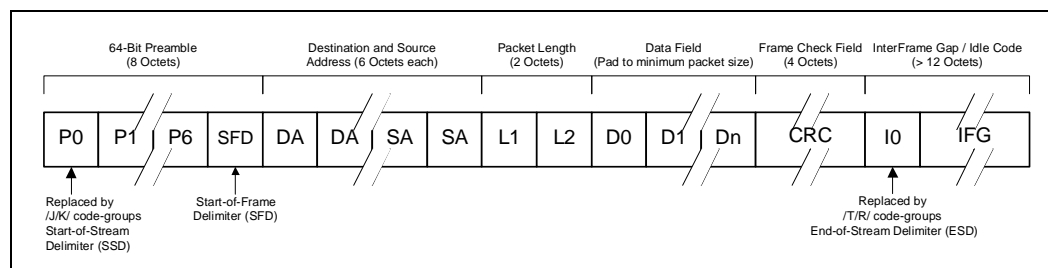 64-Bit Preamble
(8 Octets)
Destination and Source
Address (6 Octets each)
Packet Length
(2 Octets)
Data Field
(Pad to minimum packet size)
Frame Check Field
(4 Octets)
InterFrame Gap / Idle Code
(> 12 Octets)
P0 P1 P6 SFD DA DA SA SA L1 L2 D0 D1 Dn CRC I0 IFG
Replaced by
/J/K/ code-groups
Start-of-Stream
Delimiter (SSD)
Start-of-Frame
Delimiter (SFD)
Replaced by
/T/R/ code-groups
End-of-Stream Delimiter (ESD)